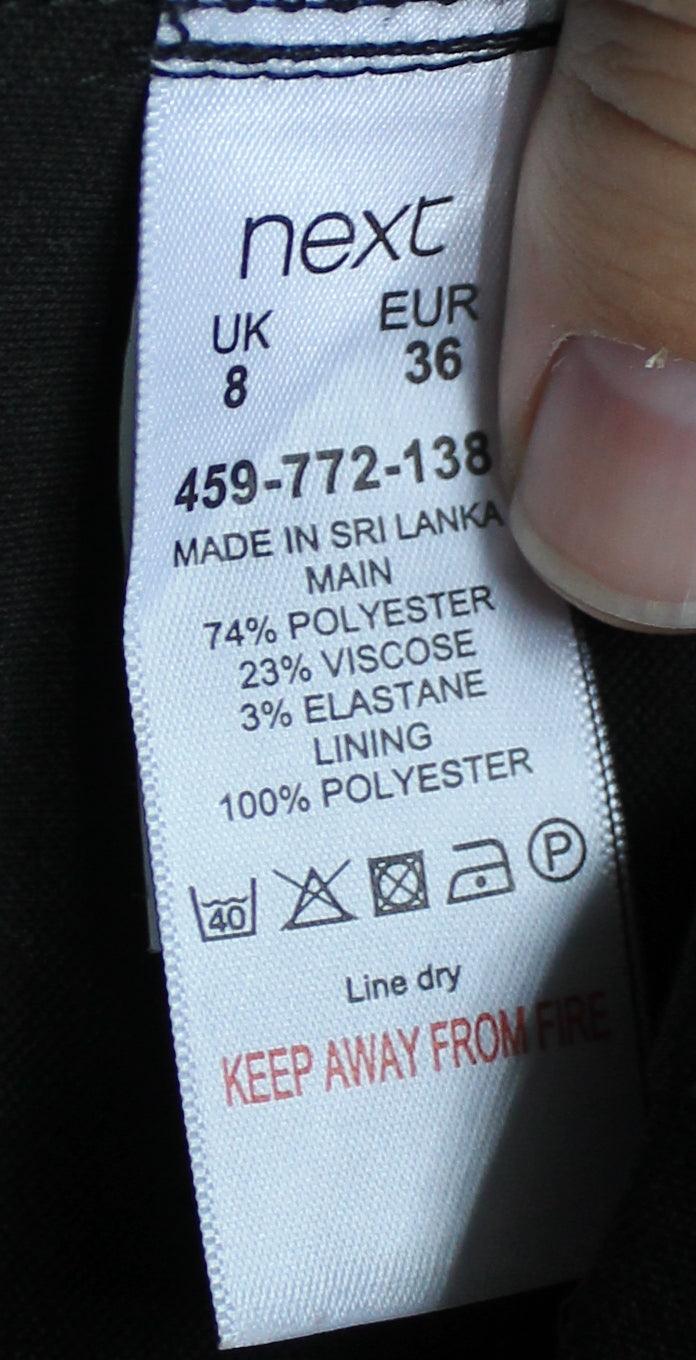 next
UK EUR
8 36
459-772-138
MADE IN SRI LANKA
MAIN
74% POLYESTER
23% VISCOSE
3% ELASTANE
LINING
100% POLYESTER
40 P
Line dry
KEEP AWAY FROM FIRE